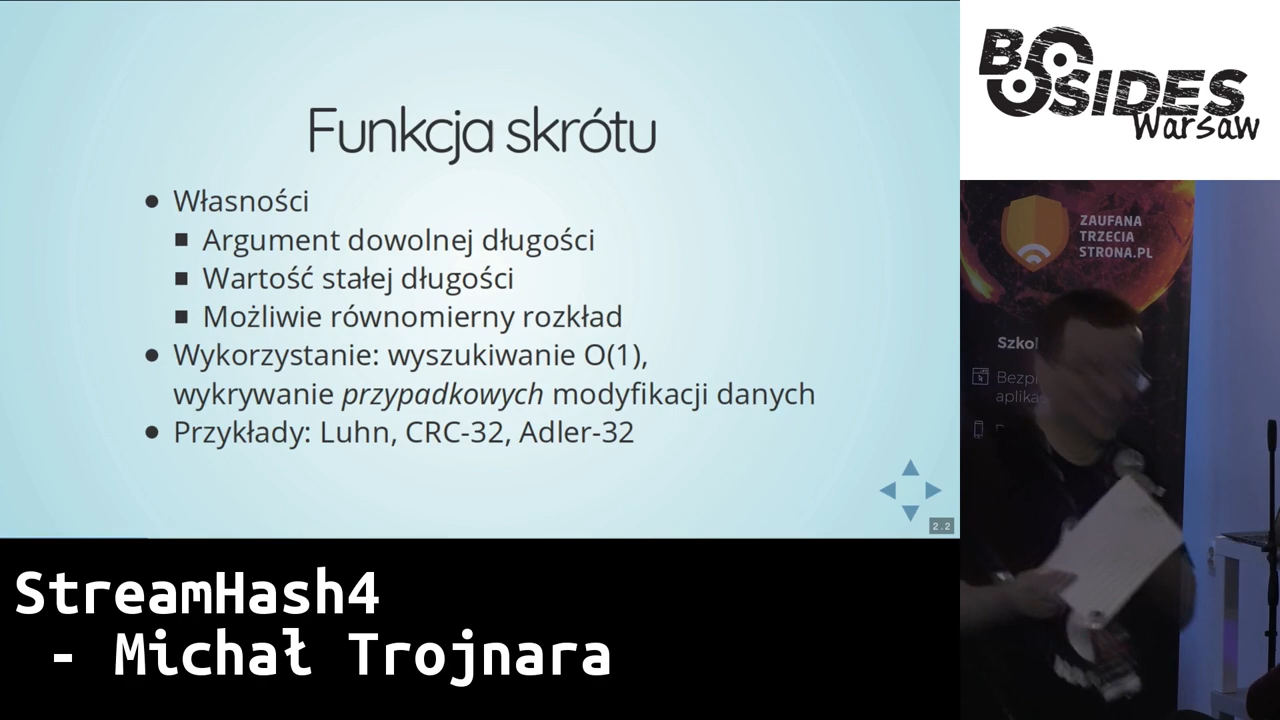 Funkcja skrótu
Własności
Argument dowolnej długości
Wartość stałej długości
Możliwie równomierny rozkład
Wykorzystanie: wyszukiwanie O(1),
wykrywanie przypadkowych modyfikacji danych
Przykłady: Luhn, CRC-32, Adler-32
2.2
StreamHash4
- Michał Trojnara
BSIDES
Warsaw
ZAUFANA
TRZECIA
STRONA.PL